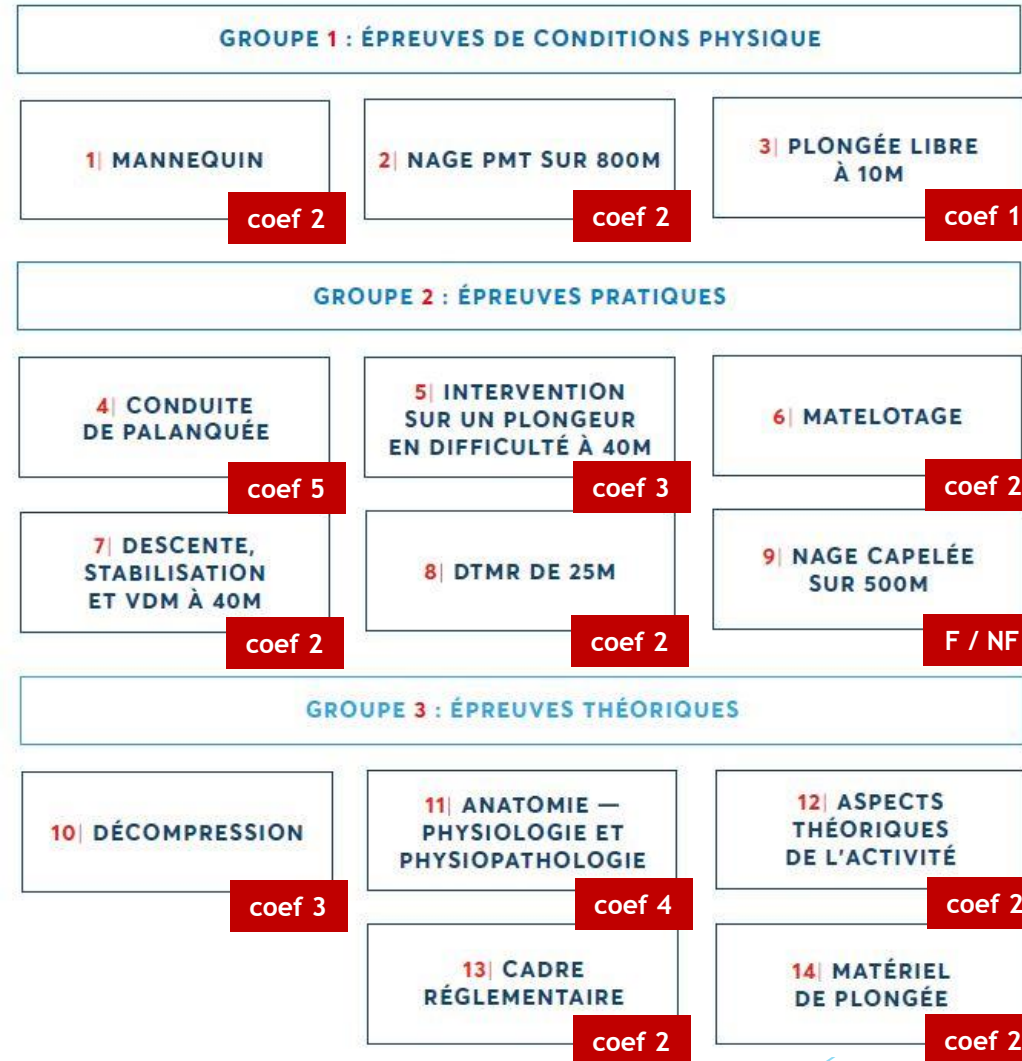 GROUPE 1 : ÉPREUVES DE CONDITIONS PHYSIQUE
1| MANNEQUIN
coef 2
2| NAGE PMT SUR 800M
coef 2
3| PLONGÉE LIBRE
À 10M
coef 1
GROUPE 2 : ÉPREUVES PRATIQUES
4| CONDUITE
DE PALANQUÉE
coef 5
5| INTERVENTION
SUR UN PLONGEUR
EN DIFFICULTÉ À 40M
coef 3
6| MATELOTAGE
coef 2
7| DESCENTE,
STABILISATION
ET VDM À 40M
coef 2
8| DTMR DE 25M
coef 2
9| NAGE CAPELÉE
SUR 500M
F / NF
GROUPE 3 : ÉPREUVES THÉORIQUES
10| DÉCOMPRESSION
coef 3
11| ANATOMIE —
PHYSIOLOGIE ET
PHYSIOPATHOLOGIE
coef 4
12| ASPECTS
THÉORIQUES
DE L'ACTIVITÉ
coef 2
13| CADRE
RÉGLEMENTAIRE
coef 2
14| MATÉRIEL
DE PLONGÉE
coef 2